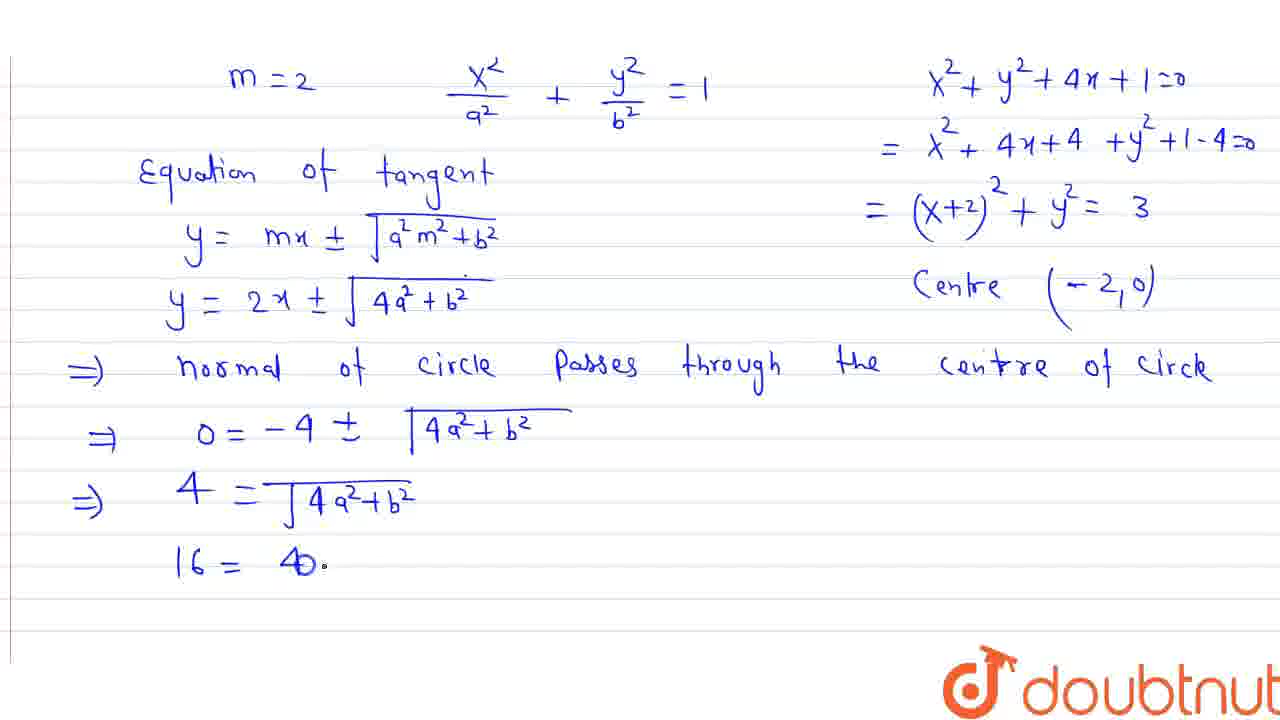 m = 2
x²/a² + y²/b² = 1
Equation of tangent
y = mx ± √a²m² + b²
y = 2x ± √4a² + b²
x² + y² + 4x + 1 = 0
= x² + 4x + 4 + y² + 1 - 4 = 0
= (x+2)² + y² = 3
Centre (-2, 0)
⇒ normal of circle passes through the centre of circle
⇒ 0 = -4 ± √4a² + b²
⇒ 4 = √4a² + b²
16 = 4
doubtnut